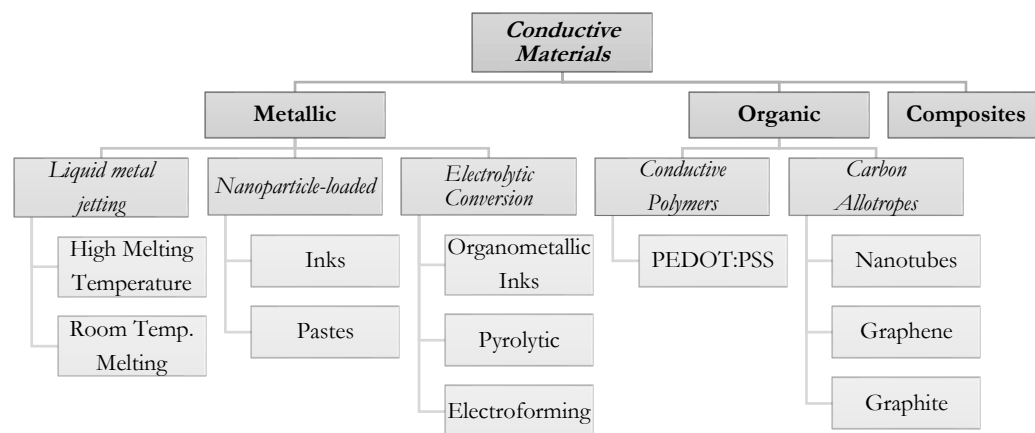 Conductive
Materials
Metallic
Organic
Composites
Liquid metal
jetting
Nanoparticle-loaded
Electrolytic
Conversion
Conductive
Polymers
Carbon
Allotropes
High Melting
Temperature
Room Temp.
Melting
Inks
Pastes
Organometallic
Inks
Pyrolytic
Electroforming
PEDOT:PSS
Nanotubes
Graphene
Graphite